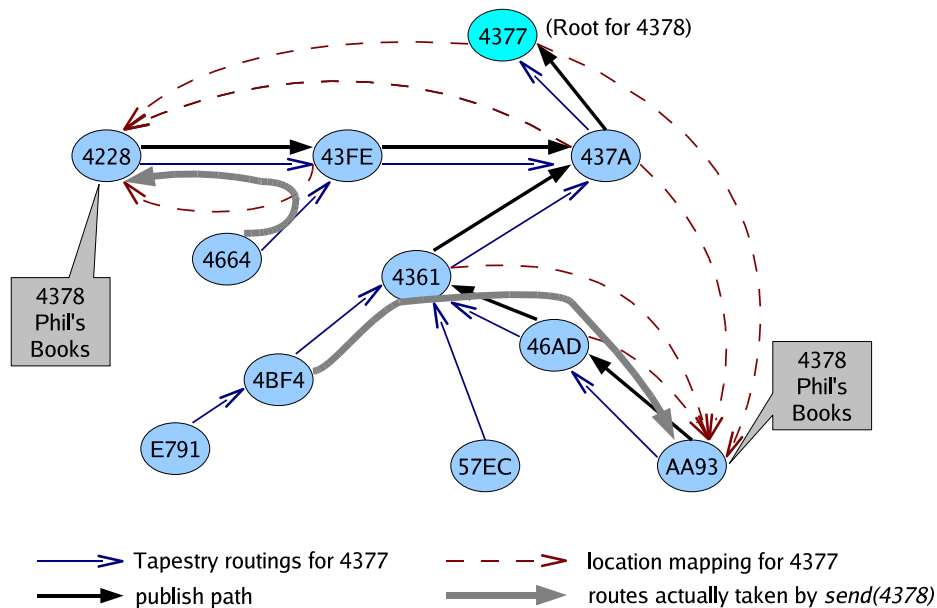 4377
(Root for 4378)
4228
43FE
437A
4664
4361
4378
Phil's
Books
46AD
4378
Phil's
Books
4BF4
E791
57EC
AA93
Tapestry routings for 4377
location mapping for 4377
publish path
routes actually taken by send(4378)